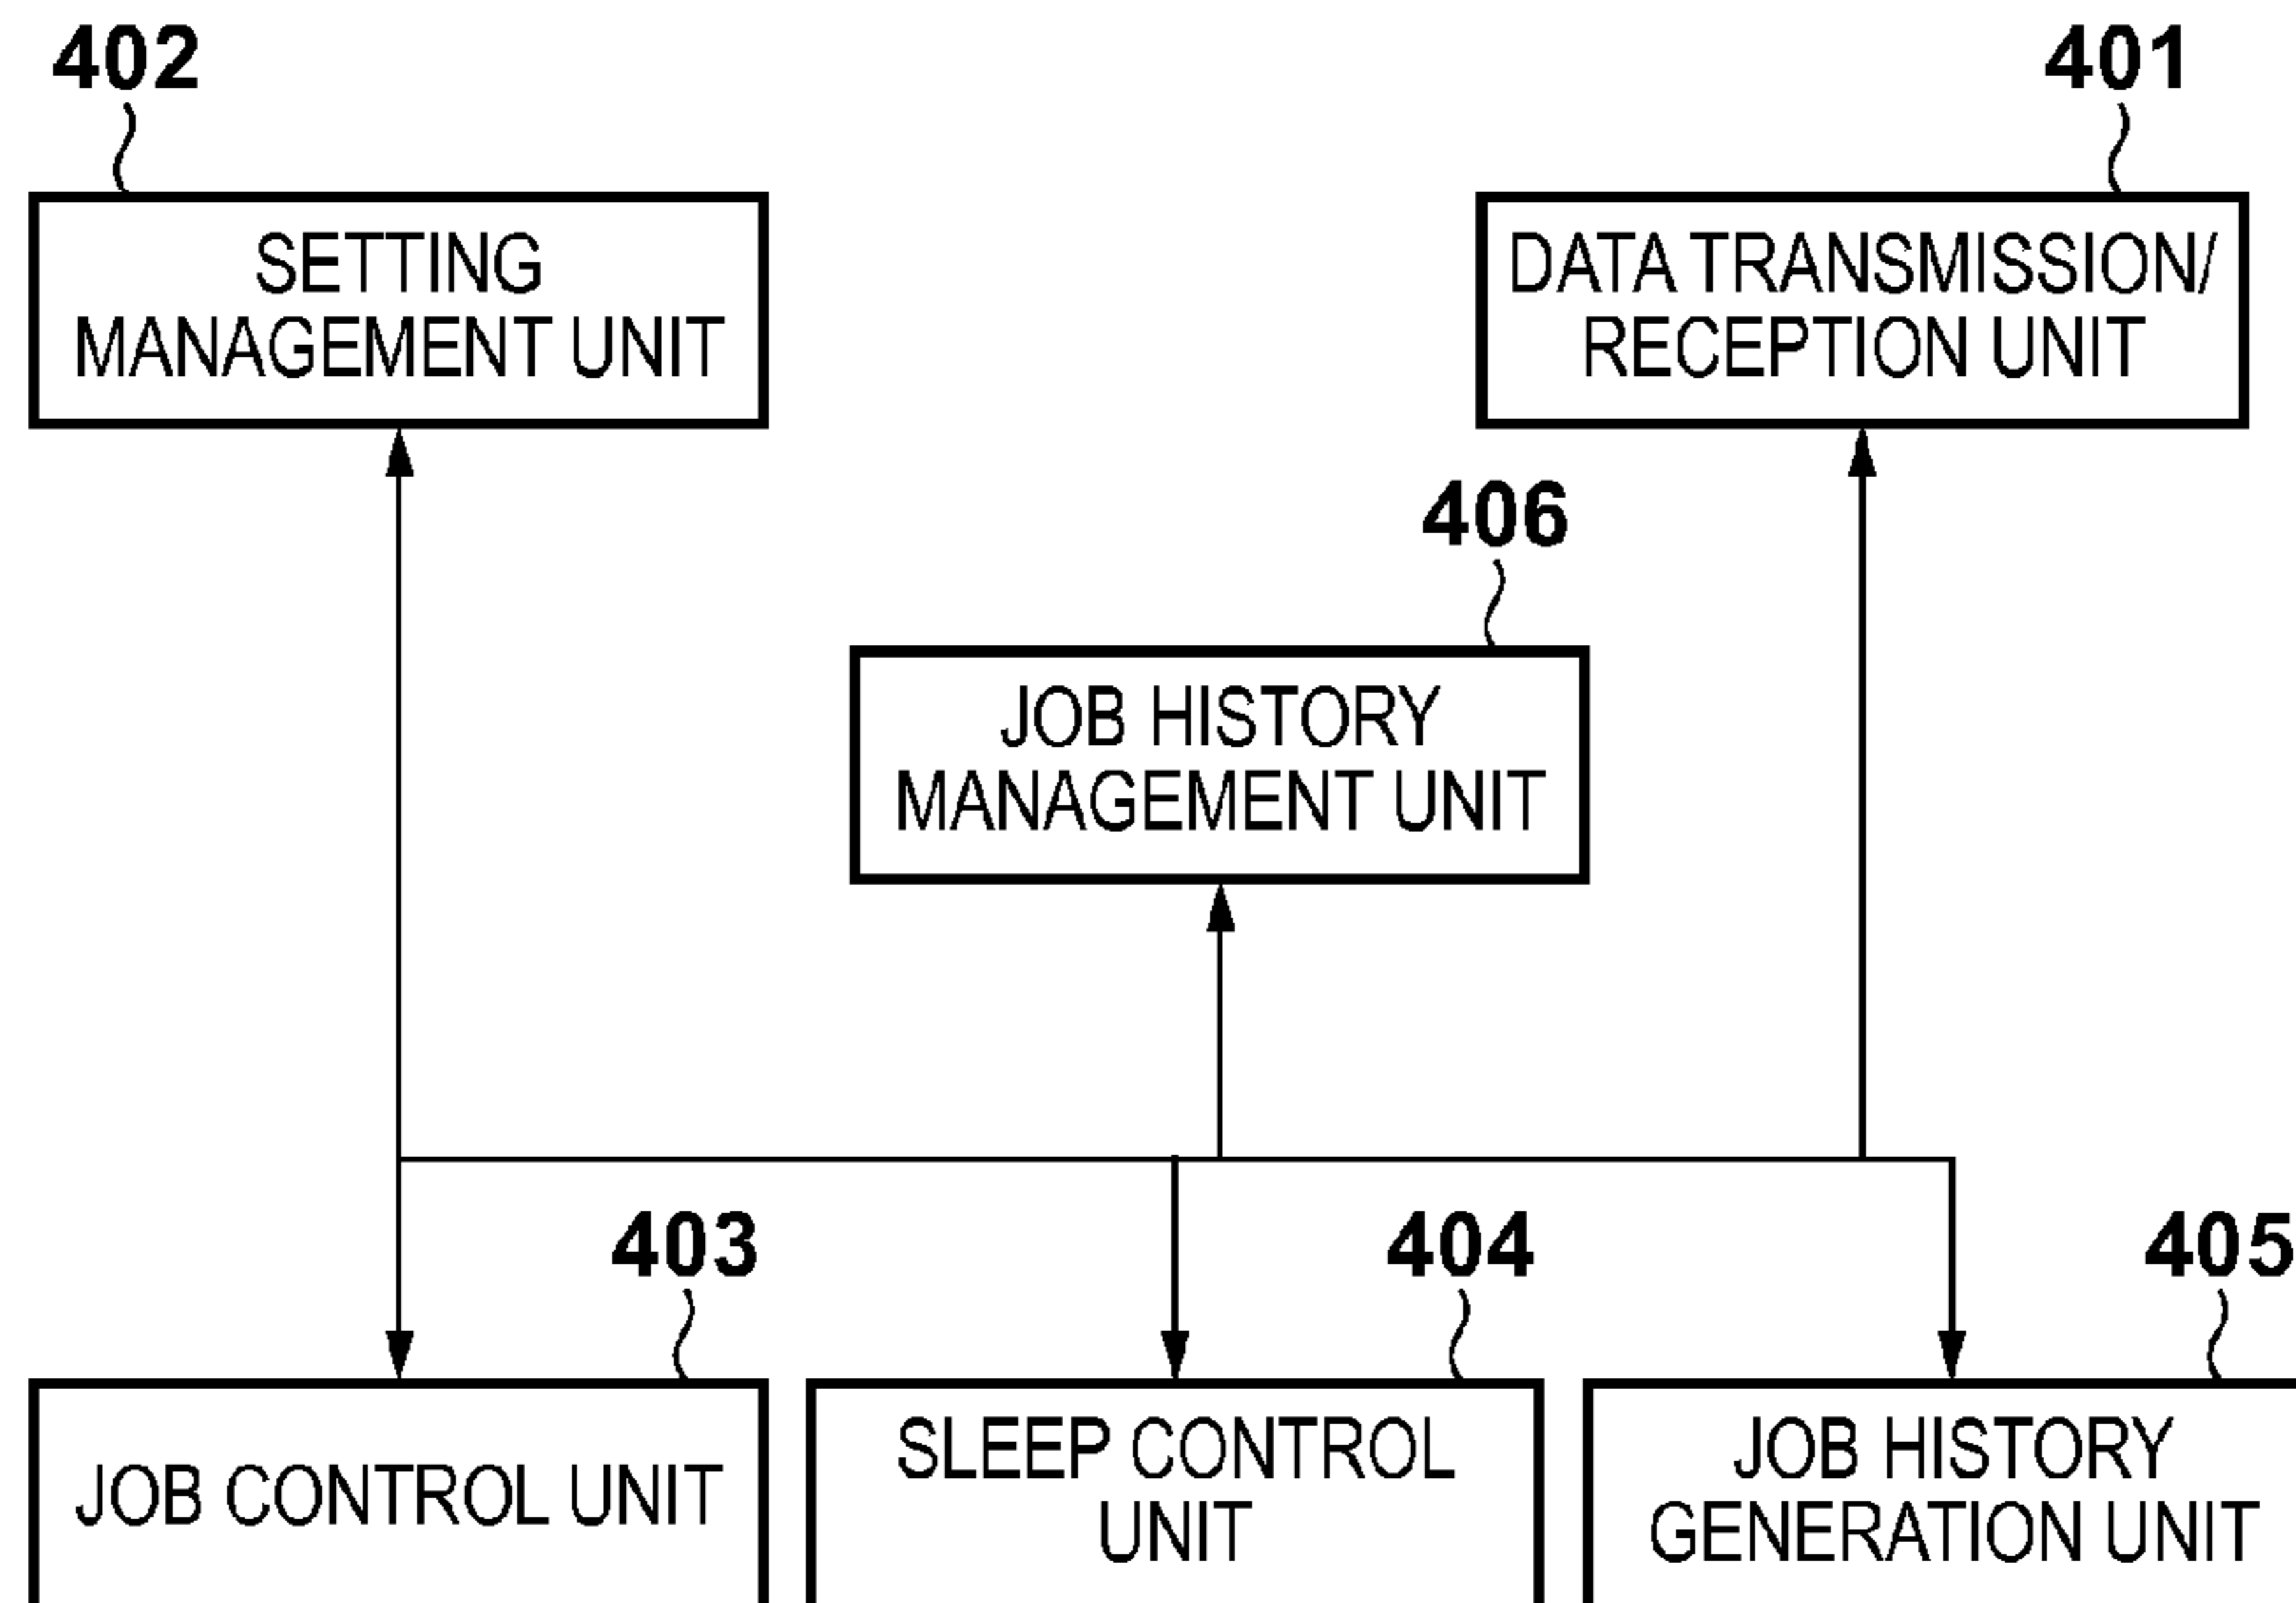 402
401
SETTING
MANAGEMENT UNIT
DATA TRANSMISSION/
RECEPTION UNIT
406
JOB HISTORY
MANAGEMENT UNIT
403
404
405
JOB CONTROL UNIT
SLEEP CONTROL
UNIT
JOB HISTORY
GENERATION UNIT